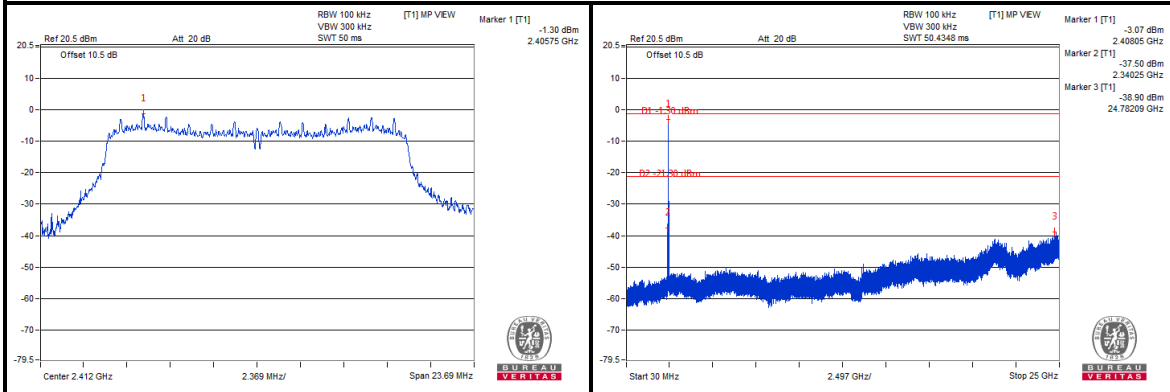 RBW 100 kHz
VBW 300 kHz
SWT 50 ms
[T1] MP VIEW
Marker 1 [T1]
-1.30 dBm
2.40575 GHz
Ref 20.5 dBm
Att 20 dB
20.5
Offset 10.5 dB
10
0
-10
-20
-30
-40
-50
-60
-70
-79.5
1
Center 2.412 GHz
2.369 MHz/
Span 23.69 MHz
BUREAU VERITAS
1828
BUREAU
VERITAS
RBW 100 kHz
VBW 300 kHz
SWT 50.4348 ms
[T1] MP VIEW
Marker 1 [T1]
-3.07 dBm
2.40805 GHz
Marker 2 [T1]
-37.50 dBm
2.34025 GHz
Marker 3 [T1]
-38.90 dBm
24.78209 GHz
Ref 20.5 dBm
Att 20 dB
20.5
Offset 10.5 dB
10
0
-10
-20
-30
-40
-50
-60
-70
-79.5
1
D1 -1.30 dBm
D2 -21.30 dBm
2
3
Start 30 MHz
2.497 GHz/
Stop 25 GHz
BUREAU VERITAS
1828
BUREAU
VERITAS